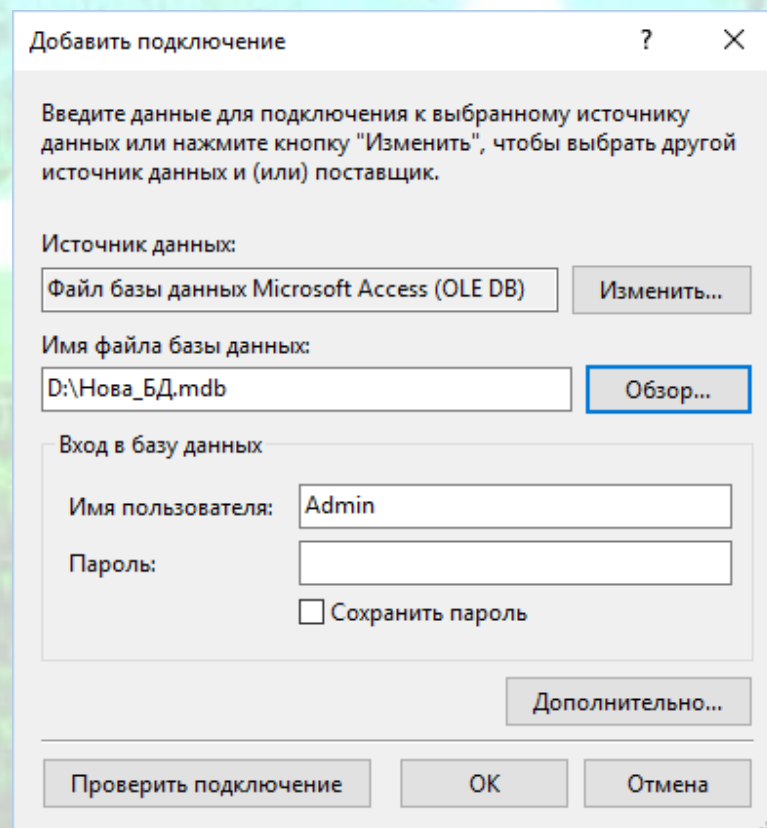 Добавить подключение ? ×
Введите данные для подключения к выбранному источнику
данных или нажмите кнопку "Изменить", чтобы выбрать другой
источник данных и (или) поставщик.
Источник данных:
Файл базы данных Microsoft Access (OLE DB) Изменить...
Имя файла базы данных:
D:\Нова_БД.mdb Обзор...
Вход в базу данных
Имя пользователя: Admin
Пароль:
Сохранить пароль
Дополнительно...
Проверить подключение ОК Отмена